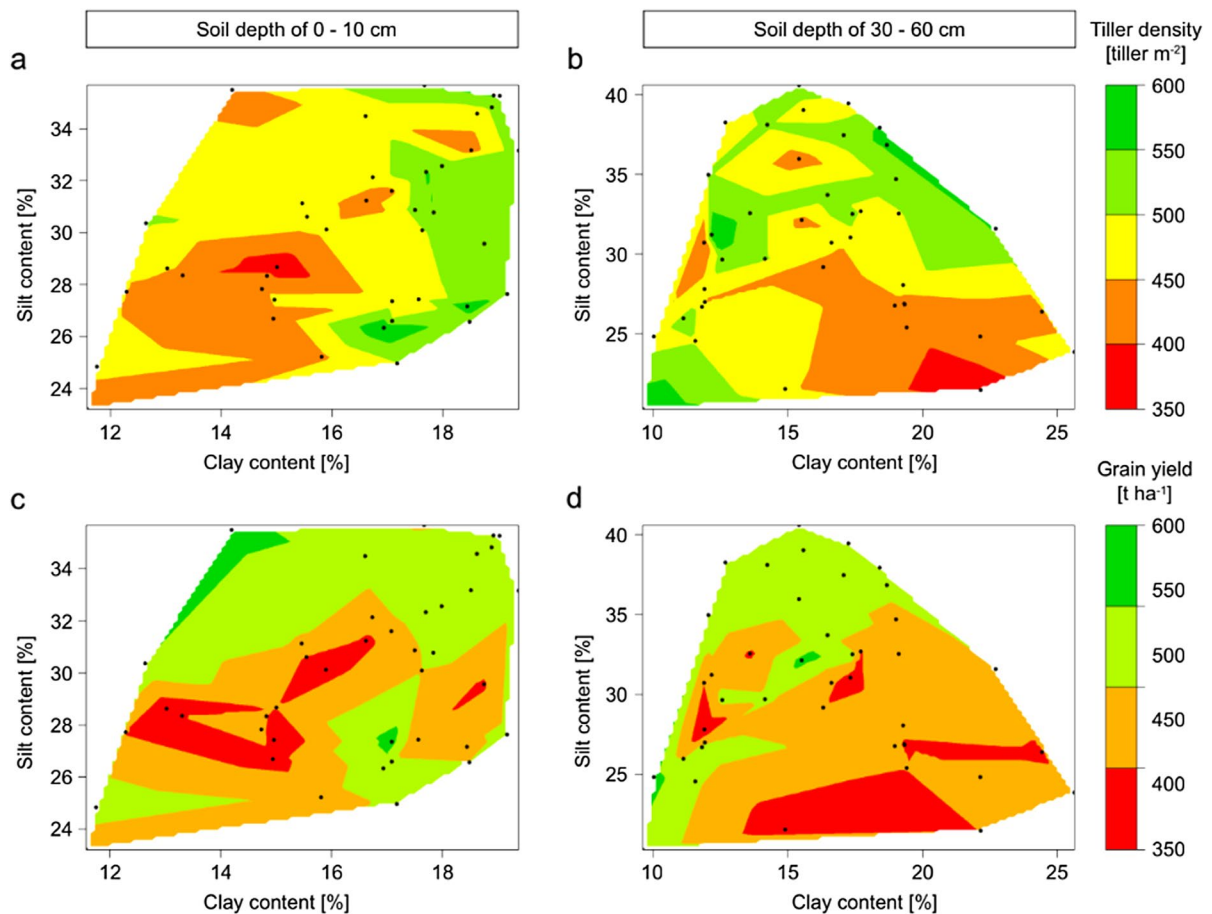 Soil depth of 0 - 10 cm
Soil depth of 30 - 60 cm
Tiller density
[tiller m-2]
a
b
34
32
30
28
26
24
Silt content [%]
12 14 16 18
Clay content [%]
40
35
30
25
Silt content [%]
10 15 20 25
Clay content [%]
600
550
500
450
400
350
Grain yield
[t ha-1]
c
d
34
32
30
28
26
24
Silt content [%]
12 14 16 18
Clay content [%]
40
35
30
25
Silt content [%]
10 15 20 25
Clay content [%]
600
550
500
450
400
350